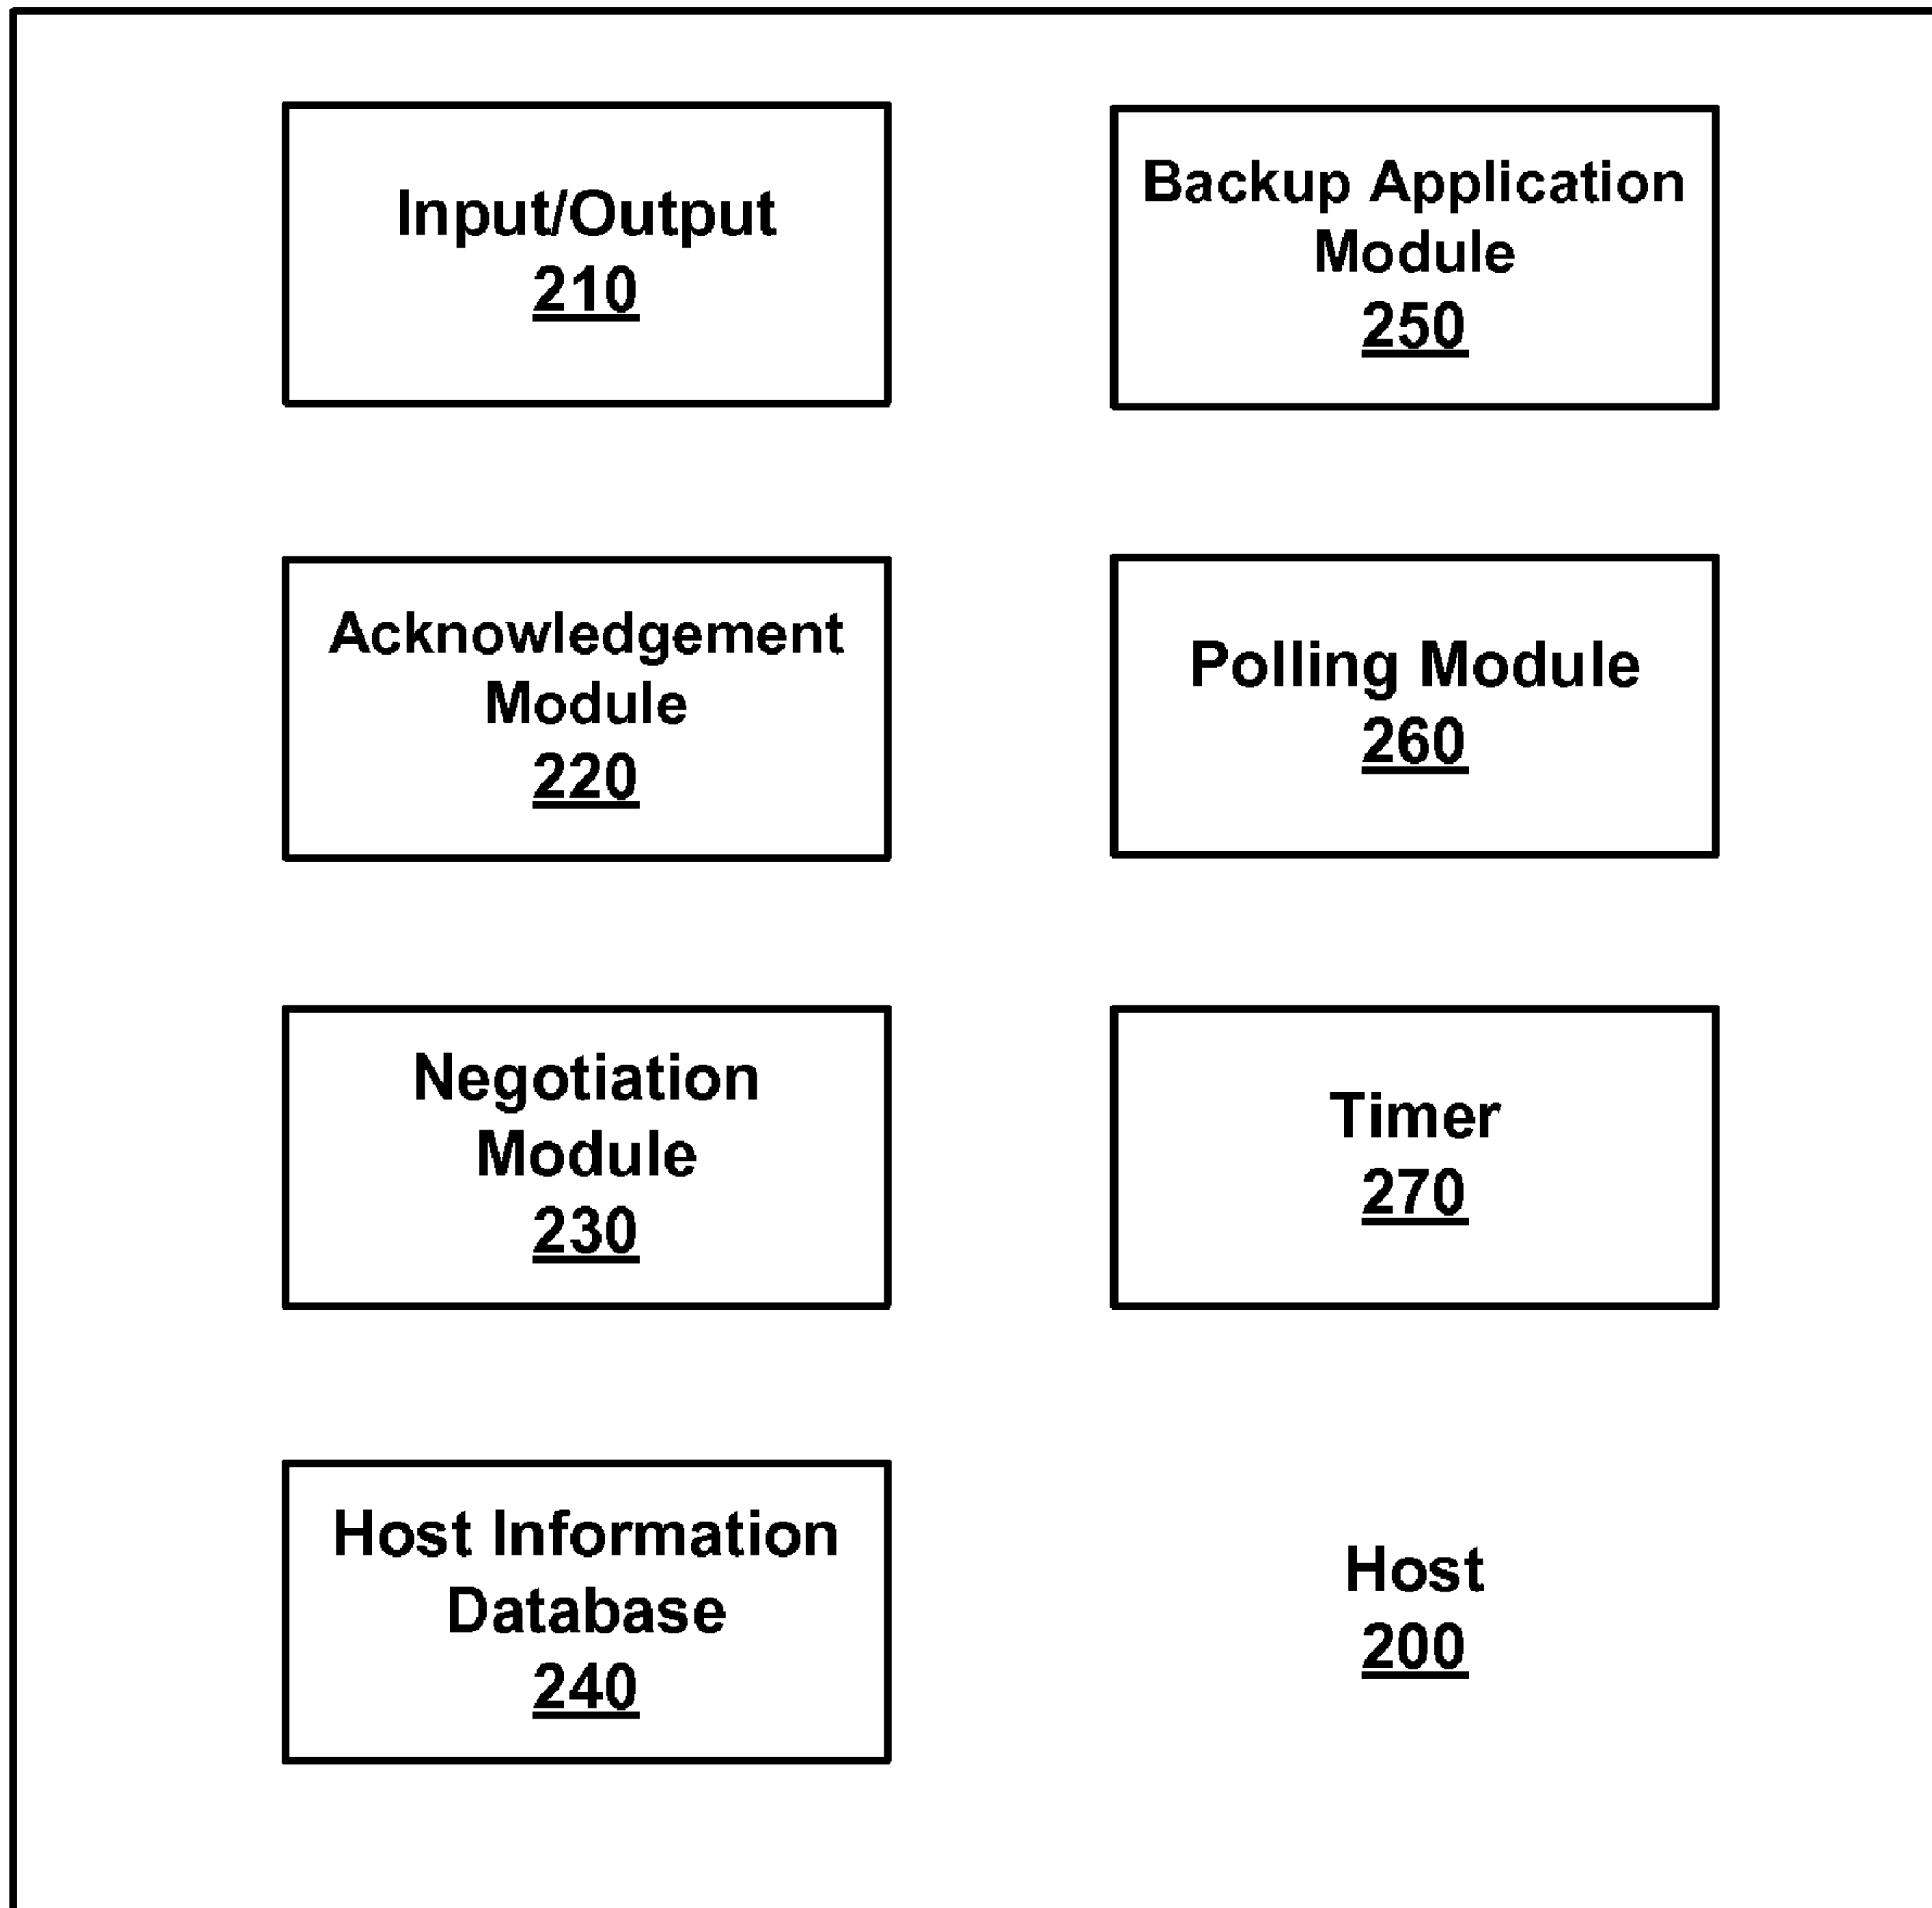 Input/Output
210
Backup Application
Module
250
Acknowledgement
Module
220
Polling Module
260
Negotiation
Module
230
Timer
270
Host Information
Database
240
Host
200